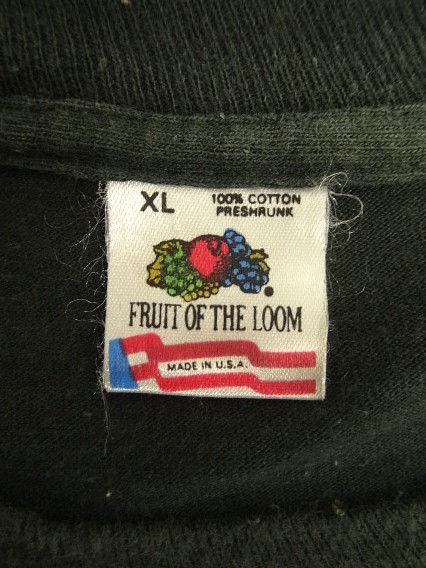 XL
100% COTTON
PRESHRUNK
FRUIT OF THE LOOM
MADE IN U.S.A.